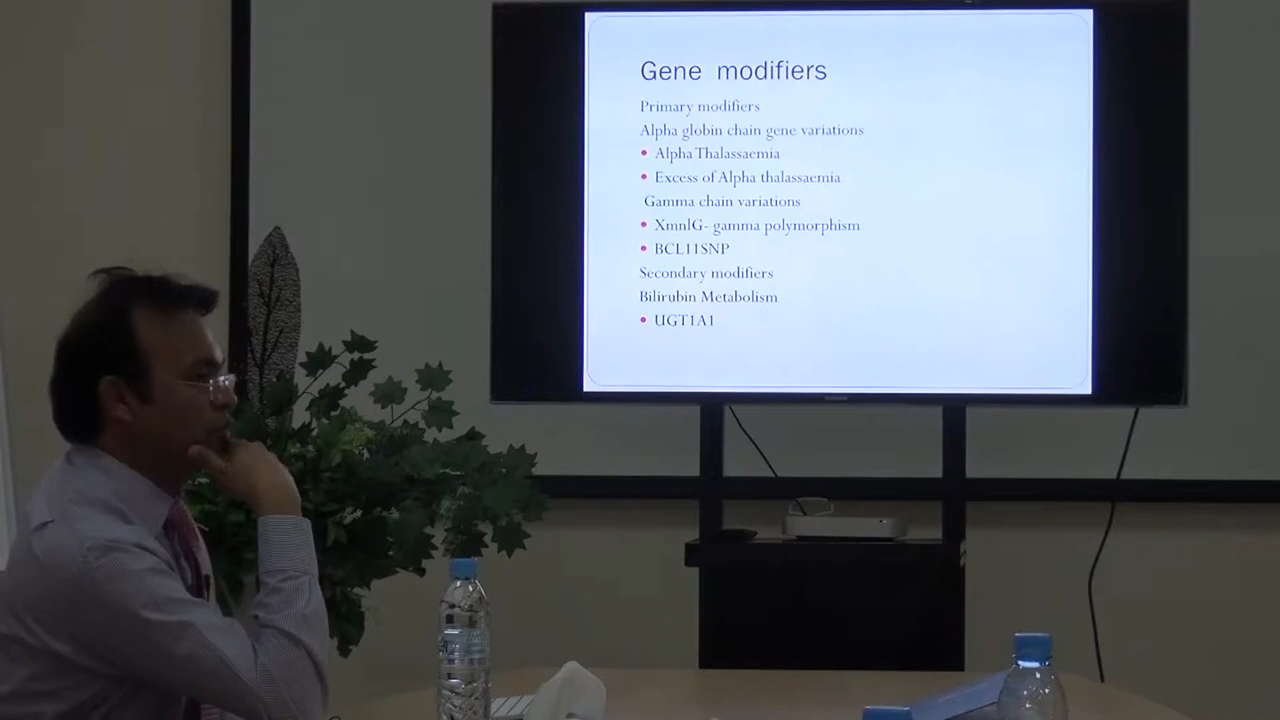 Gene modifiers
Primary modifiers
Alpha globin chain gene variations
• Alpha Thalassaemia
• Excess of Alpha thalassaemia
Gamma chain variations
• XmnlG- gamma polymorphism
• BCL11SNP
Secondary modifiers
Bilirubin Metabolism
• UGT1A1